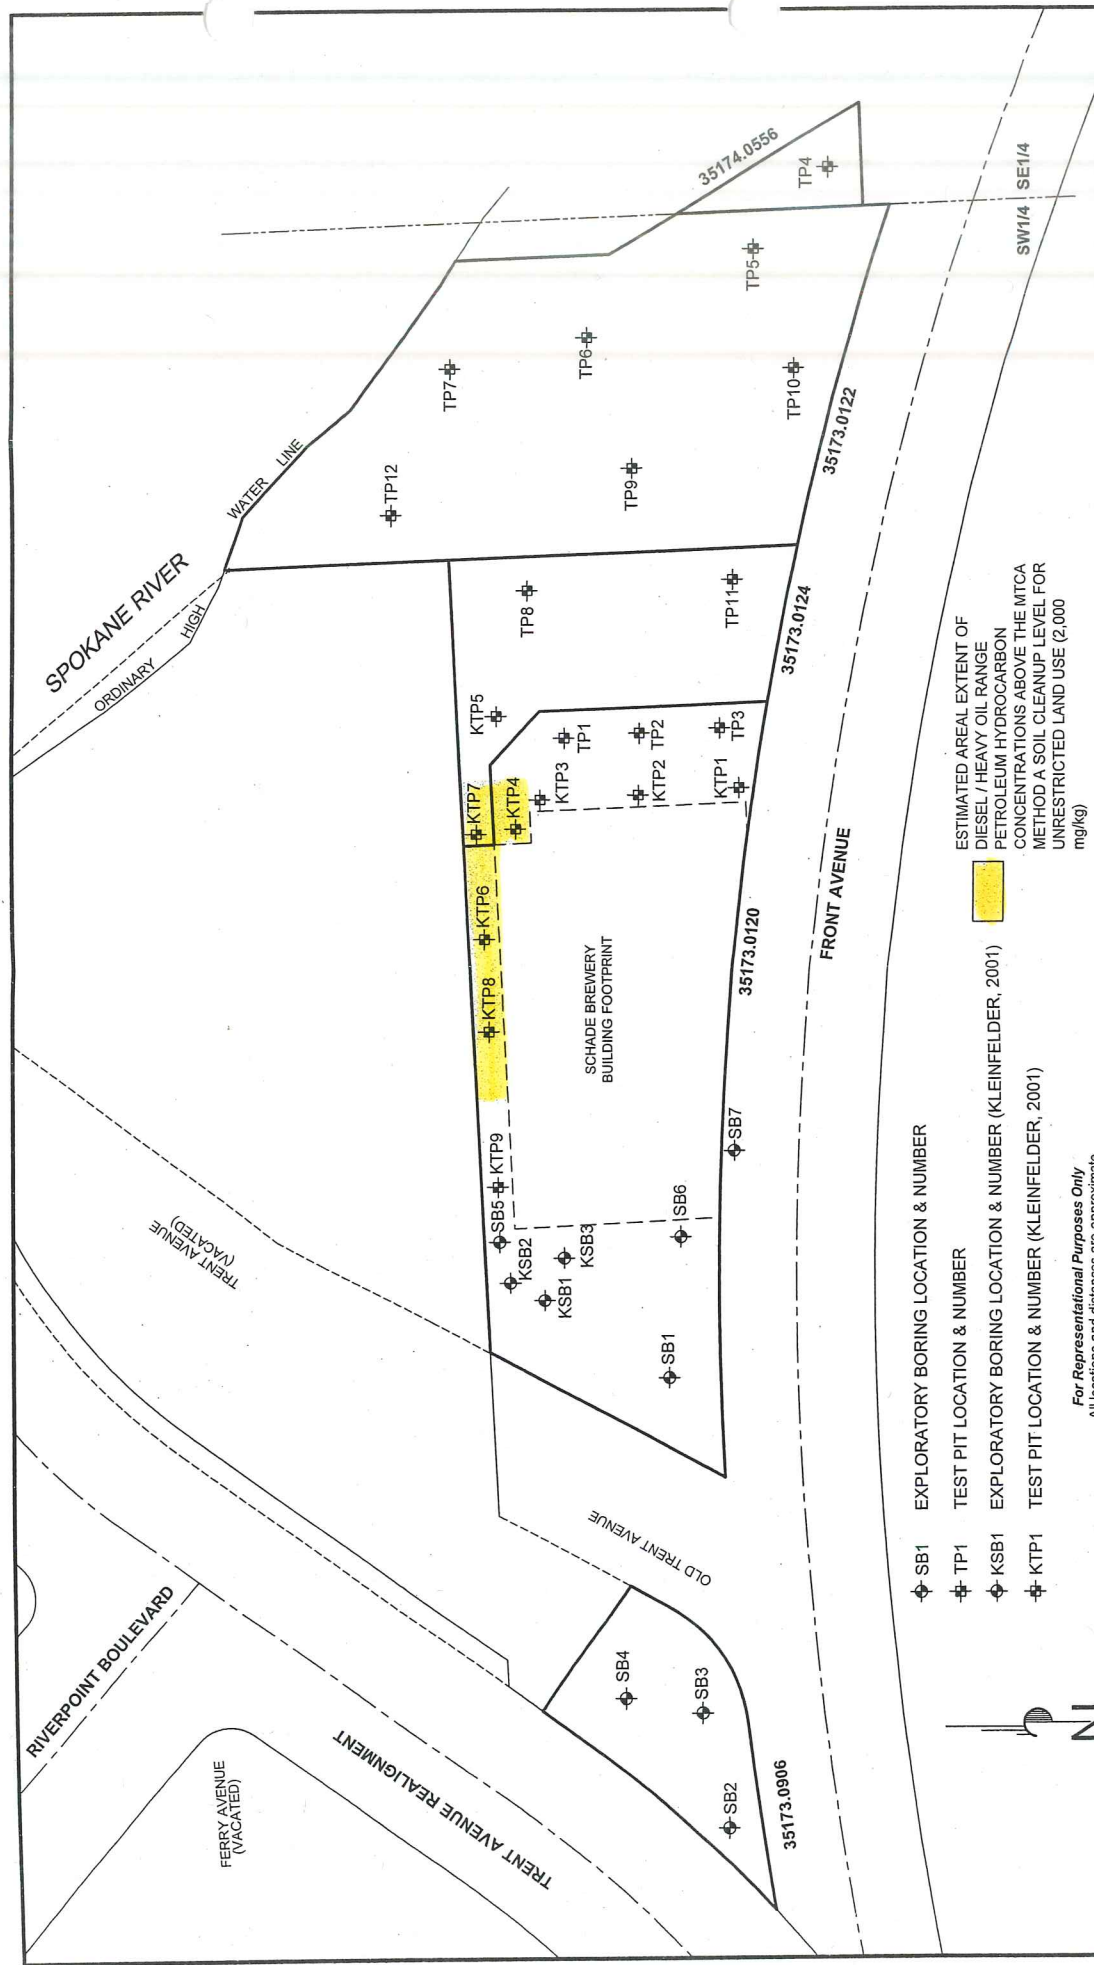 SPOKANE RIVER
ORDINARY
HIGH
WATER
LINE
35174.0556
TP4
SW1/4
SE1/4
TP5
TP6
TP7
TP10
TP9
TP12
35173.0122
TP8
TP11
35173.0124
KTP5
TP1
TP2
TP3
KTP7
KTP4
KTP3
KTP2
KTP1
KTP6
KTP8
SCHADE BREWERY
BUILDING FOOTPRINT
35173.0120
FRONT AVENUE
KTP9
SB5
KSB2
KSB1
KSB3
SB6
SB7
SB1
TRENT AVENUE
(VACATED)
OLD TRENT AVENUE
RIVERPOINT BOULEVARD
FERRY AVENUE
(VACATED)
TRENT AVENUE REALIGNMENT
SB4
SB3
SB2
35173.0906
SB1 EXPLORATORY BORING LOCATION & NUMBER
TP1 TEST PIT LOCATION & NUMBER
KSB1 EXPLORATORY BORING LOCATION & NUMBER (KLEINFELDER, 2001)
KTP1 TEST PIT LOCATION & NUMBER (KLEINFELDER, 2001)
ESTIMATED AREAL EXTENT OF
DIESEL / HEAVY OIL RANGE
PETROLEUM HYDROCARBON
CONCENTRATIONS ABOVE THE MTCA
METHOD A SOIL CLEANUP LEVEL FOR
UNRESTRICTED LAND USE (2,000
mg/kg)
For Representational Purposes Only
All locations and distances are approximate
N